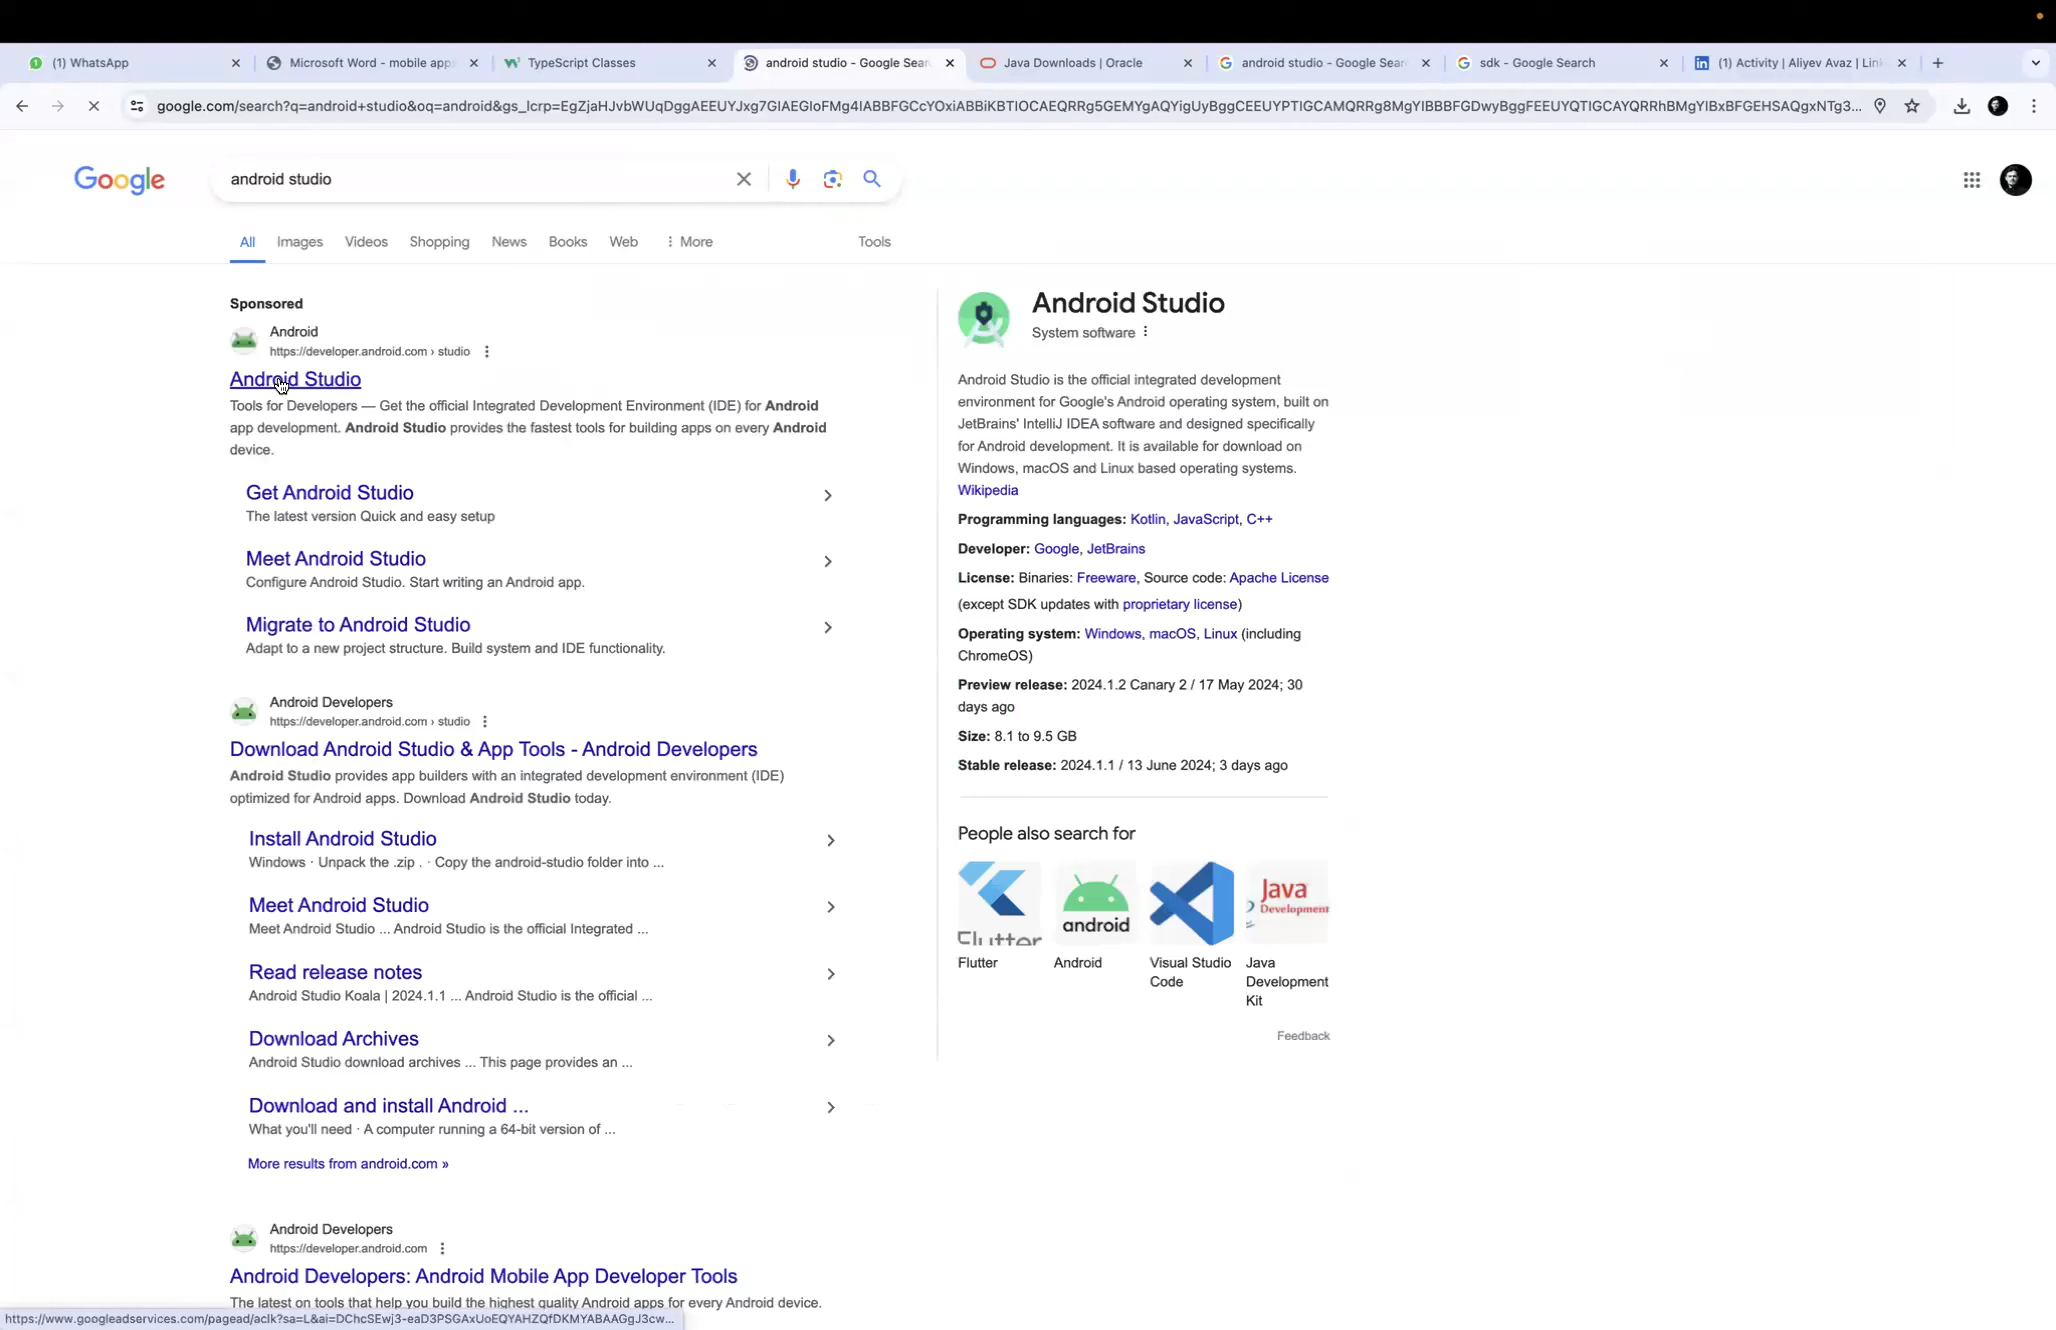 (1) WhatsApp
Microsoft Word - mobile app
TypeScript Classes
android studio - Google Sear
Java Downloads | Oracle
android studio - Google Sear
sdk - Google Search
(1) Activity | Aliyev Avaz | Lin
google.com/search?q=android+studio&oq=android&gs_lcrp=
Google
android studio
All
Images
Videos
Shopping
News
Books
Web
More
Tools
Sponsored
Android
https://developer.android.com › studio
Android Studio
Tools for Developers — Get the official Integrated Development Environment (IDE) for Android
app development. Android Studio provides the fastest tools for building apps on every Android
device.
Get Android Studio
The latest version Quick and easy setup
Meet Android Studio
Configure Android Studio. Start writing an Android app.
Migrate to Android Studio
Adapt to a new project structure. Build system and IDE functionality.
Android Developers
https://developer.android.com › studio
Download Android Studio & App Tools - Android Developers
Android Studio provides app builders with an integrated development environment (IDE)
optimized for Android apps. Download Android Studio today.
Install Android Studio
Windows · Unpack the .zip . · Copy the android-studio folder into ...
Meet Android Studio
Meet Android Studio ... Android Studio is the official Integrated ...
Read release notes
Android Studio Koala | 2024.1.1 ... Android Studio is the official ...
Download Archives
Android Studio download archives ... This page provides an ...
Download and install Android ...
What you'll need · A computer running a 64-bit version of ...
More results from android.com »
Android Developers
https://developer.android.com
Android Developers: Android Mobile App Developer Tools
The latest on tools that help you build the highest quality Android apps for every Android device.
Android Studio
System software
Android Studio is the official integrated development
environment for Google's Android operating system, built on
JetBrains' IntelliJ IDEA software and designed specifically
for Android development. It is available for download on
Windows, macOS and Linux based operating systems.
Wikipedia
Programming languages: Kotlin, JavaScript, C++
Developer: Google, JetBrains
License: Binaries: Freeware, Source code: Apache License
(except SDK updates with proprietary license)
Operating system: Windows, macOS, Linux (including
ChromeOS)
Preview release: 2024.1.2 Canary 2 / 17 May 2024; 30
days ago
Size: 8.1 to 9.5 GB
Stable release: 2024.1.1 / 13 June 2024; 3 days ago
People also search for
Flutter
android
Java
Development
Flutter
Android
Visual Studio
Code
Java
Development
Kit
Feedback